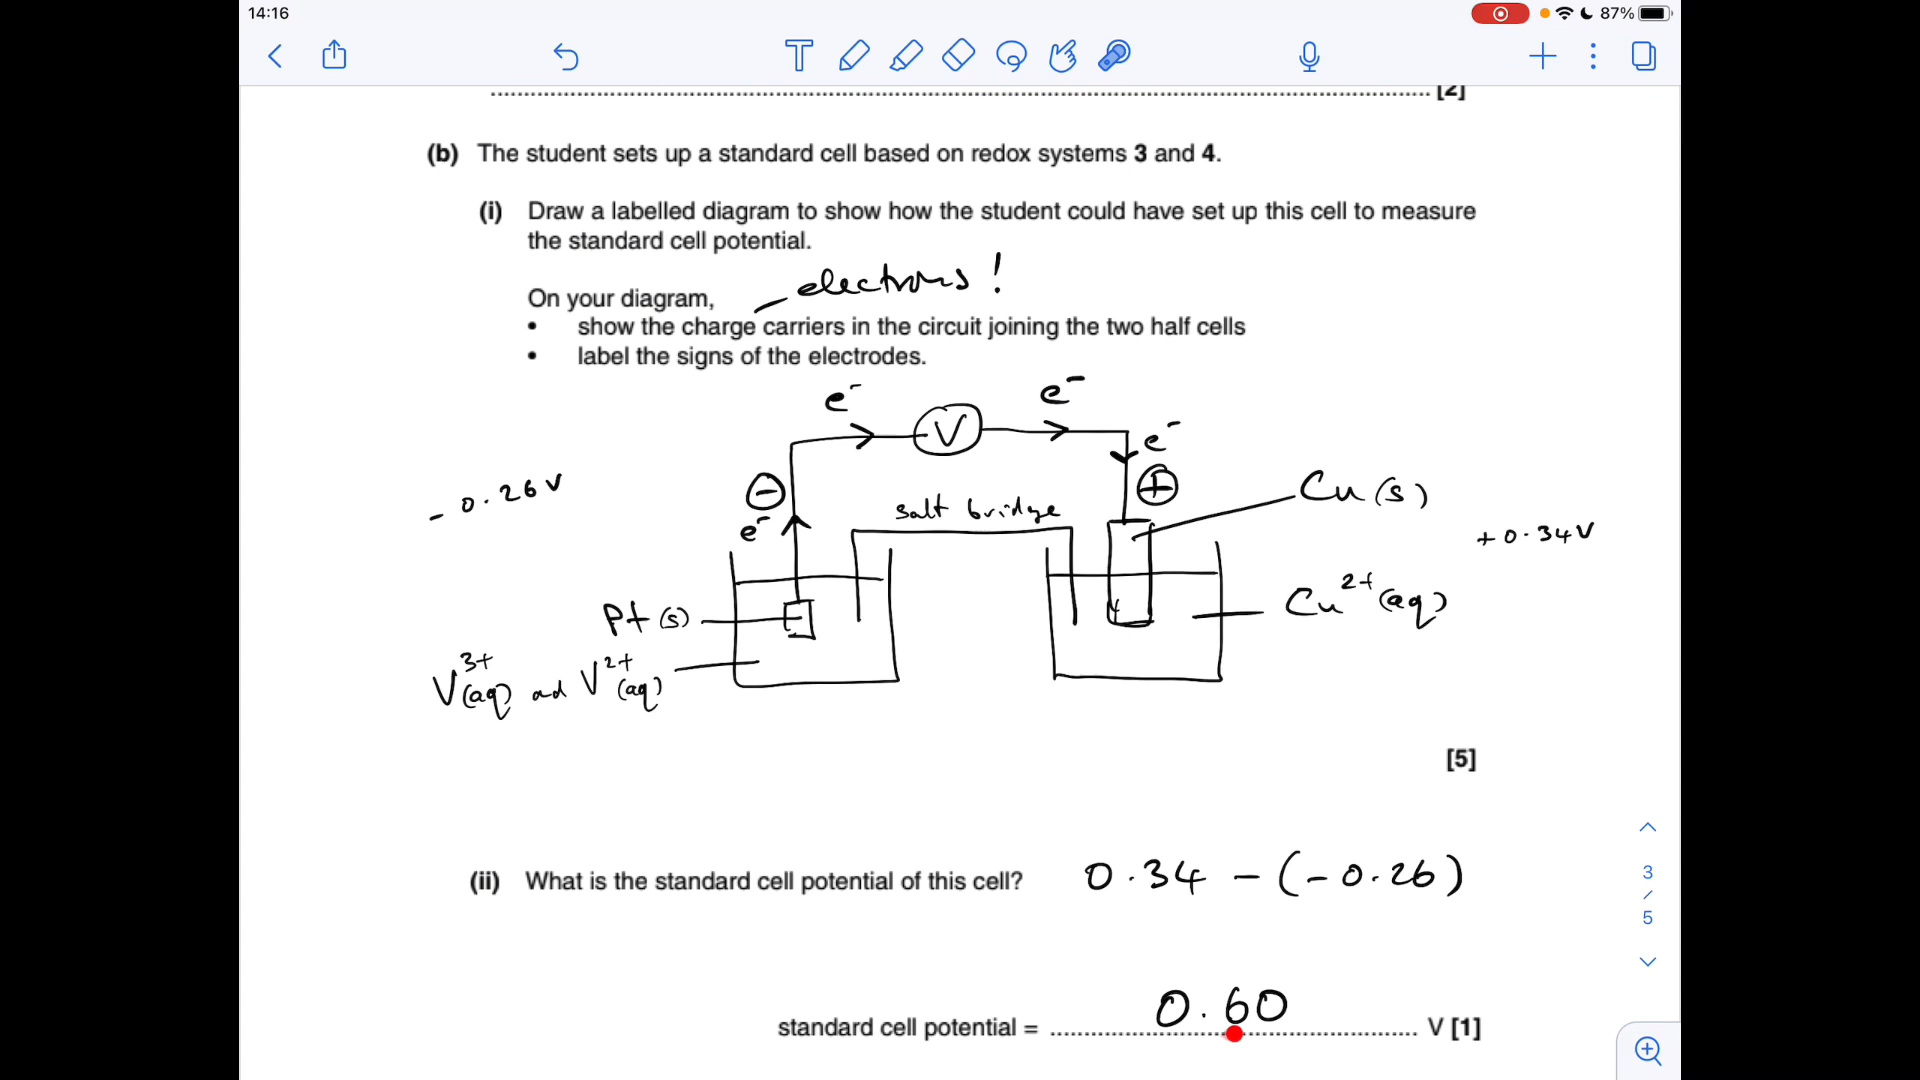 14:16
87%
[2]
(b) The student sets up a standard cell based on redox systems 3 and 4.
(i) Draw a labelled diagram to show how the student could have set up this cell to measure
the standard cell potential.
electrons!
On your diagram,
• show the charge carriers in the circuit joining the two half cells
• label the signs of the electrodes.
e⁻ V e⁻
e⁻
- 0.26 V
−
+
Cu (s)
salt bridge
e⁻
+0.34V
Pt (s)
Cu²⁺(aq)
V³⁺(aq) and V²⁺(aq)
[5]
(ii) What is the standard cell potential of this cell? 0.34 - (-0.26)
3
/
5
standard cell potential = 0.60 V [1]